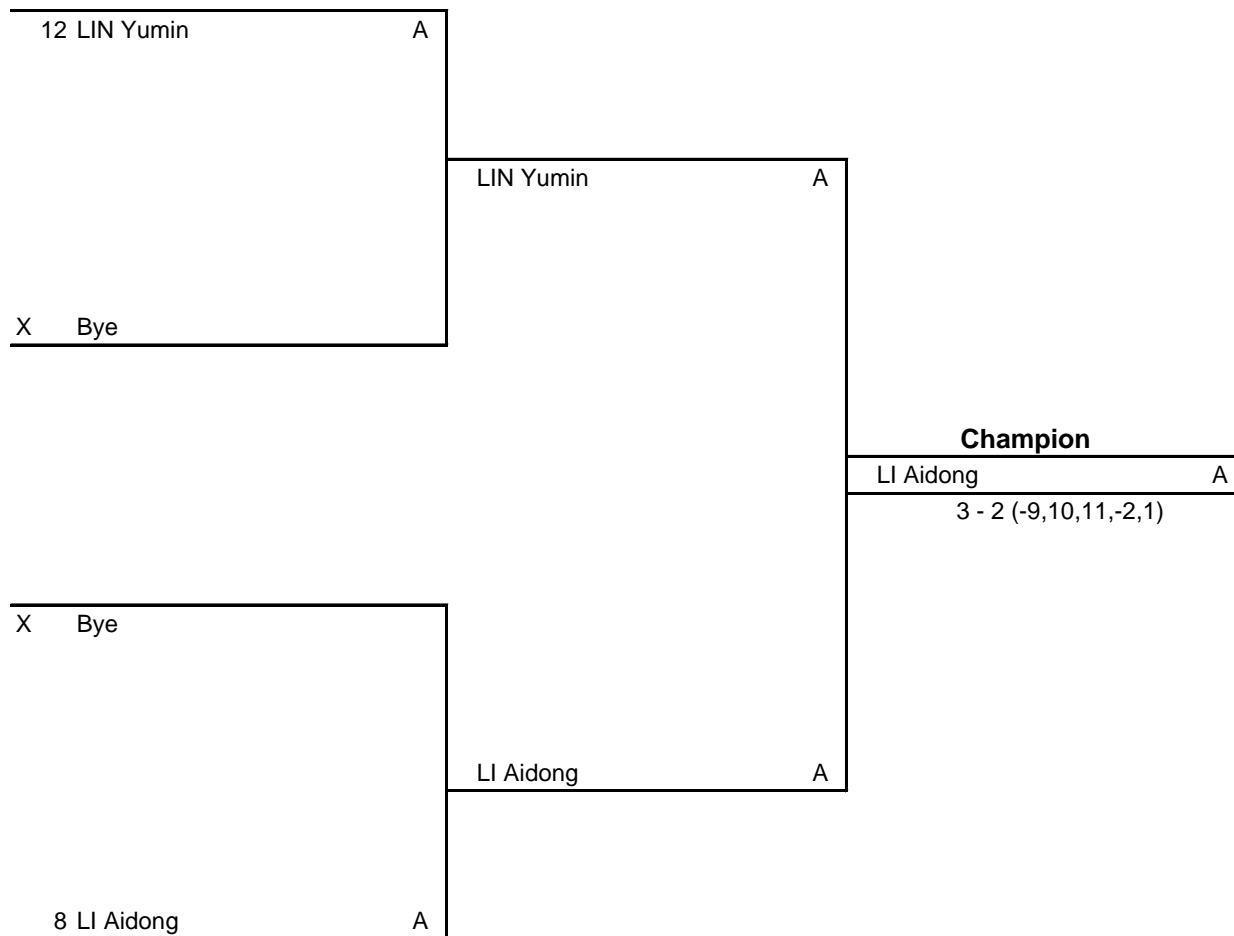 12 LIN Yumin A
LIN Yumin A
X Bye
Champion
LI Aidong A
3 - 2 (-9,10,11,-2,1)
X Bye
LI Aidong A
8 LI Aidong A